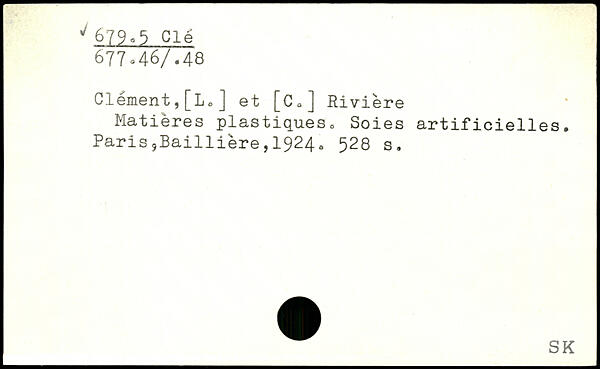 ✓ 679.5 Clé
677.46/.48
Clément,[L.] et [C.] Rivière
Matières plastiques. Soies artificielles.
Paris,Baillière,1924. 528 s.
SK